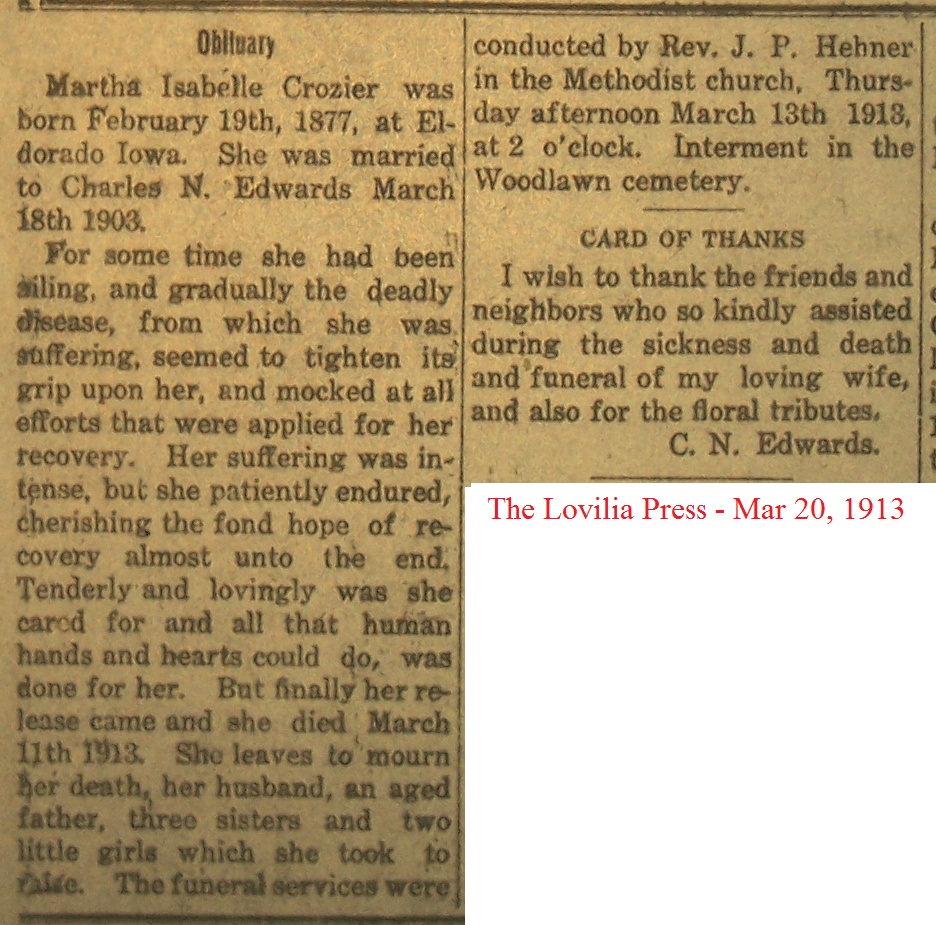 Obituary
Martha Isabelle Crozier was
born February 19th, 1877, at El-
dorado Iowa. She was married
to Charles N. Edwards March
18th 1903.
For some time she had been
ailing, and gradually the deadly
disease, from which she was
suffering, seemed to tighten its
grip upon her, and mocked at all
efforts that were applied for her
recovery. Her suffering was in-
tense, but she patiently endured,
cherishing the fond hope of re-
covery almost unto the end.
Tenderly and lovingly was she
cared for and all that human
hands and hearts could do, was
done for her. But finally her re-
lease came and she died March
11th 1913. She leaves to mourn
her death, her husband, an aged
father, three sisters and two
little girls which she took to
raise. The funeral services were
conducted by Rev. J. P. Hehner
in the Methodist church, Thurs-
day afternoon March 13th 1913,
at 2 o'clock. Interment in the
Woodlawn cemetery.
CARD OF THANKS
I wish to thank the friends and
neighbors who so kindly assisted
during the sickness and death
and funeral of my loving wife,
and also for the floral tributes.
C. N. Edwards.
The Lovilia Press - Mar 20, 1913